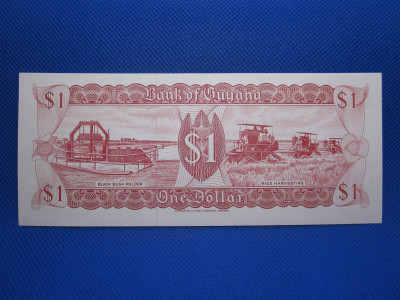 $1 Bank of Guyana $1
$1
BLACK BUSH POLDER
RICE HARVESTING
$1 One Dollar $1